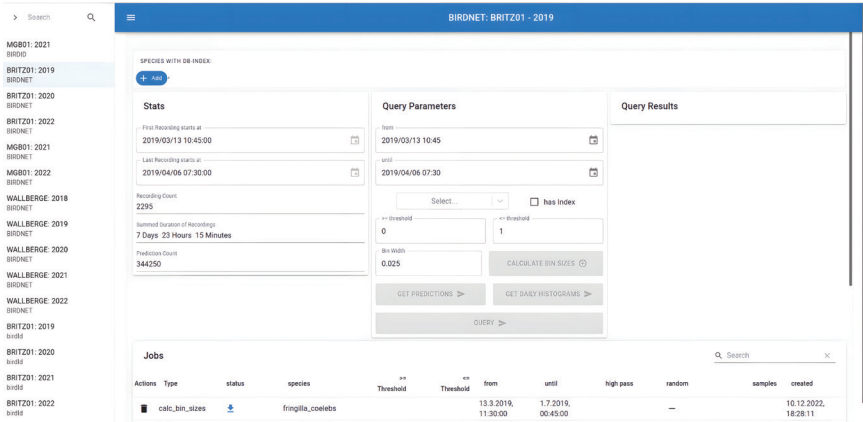 Search
BIRDNET: BRITZ01 - 2019
MGB01: 2021
BIRDID
BRITZ01: 2019
BIRDNET
BRITZ01: 2020
BIRDNET
BRITZ01: 2022
BIRDNET
MGB01: 2021
BIRDNET
MGB01: 2022
BIRDNET
WALLBERGE: 2018
BIRDNET
WALLBERGE: 2019
BIRDNET
WALLBERGE: 2020
BIRDNET
WALLBERGE: 2021
BIRDNET
WALLBERGE: 2022
BIRDNET
BRITZ01: 2019
birdid
BRITZ01: 2020
birdid
BRITZ01: 2021
birdid
BRITZ01: 2022
birdid
SPECIES WITH DB-INDEX:
+ Add
Stats
First Recording starts at
2019/03/13 10:45:00
Last Recording starts at
2019/04/06 07:30:00
Recording Count
2295
Summed Duration of Recordings
7 Days 23 Hours 15 Minutes
Prediction Count
344250
Query Parameters
from
2019/03/13 10:45
until
2019/04/06 07:30
Select...
has index
>= threshold
0
<= threshold
1
Bin Width
0.025
CALCULATE BIN SIZES
GET PREDICTIONS
GET DAILY HISTOGRAMS
QUERY
Query Results
Jobs
Search
Actions Type status species >= Threshold <= Threshold from until high pass random samples created
calc_bin_sizes fringilla_coelebs 13.3.2019, 11:30:00 1.7.2019, 00:45:00 – 10.12.2022, 18:28:11